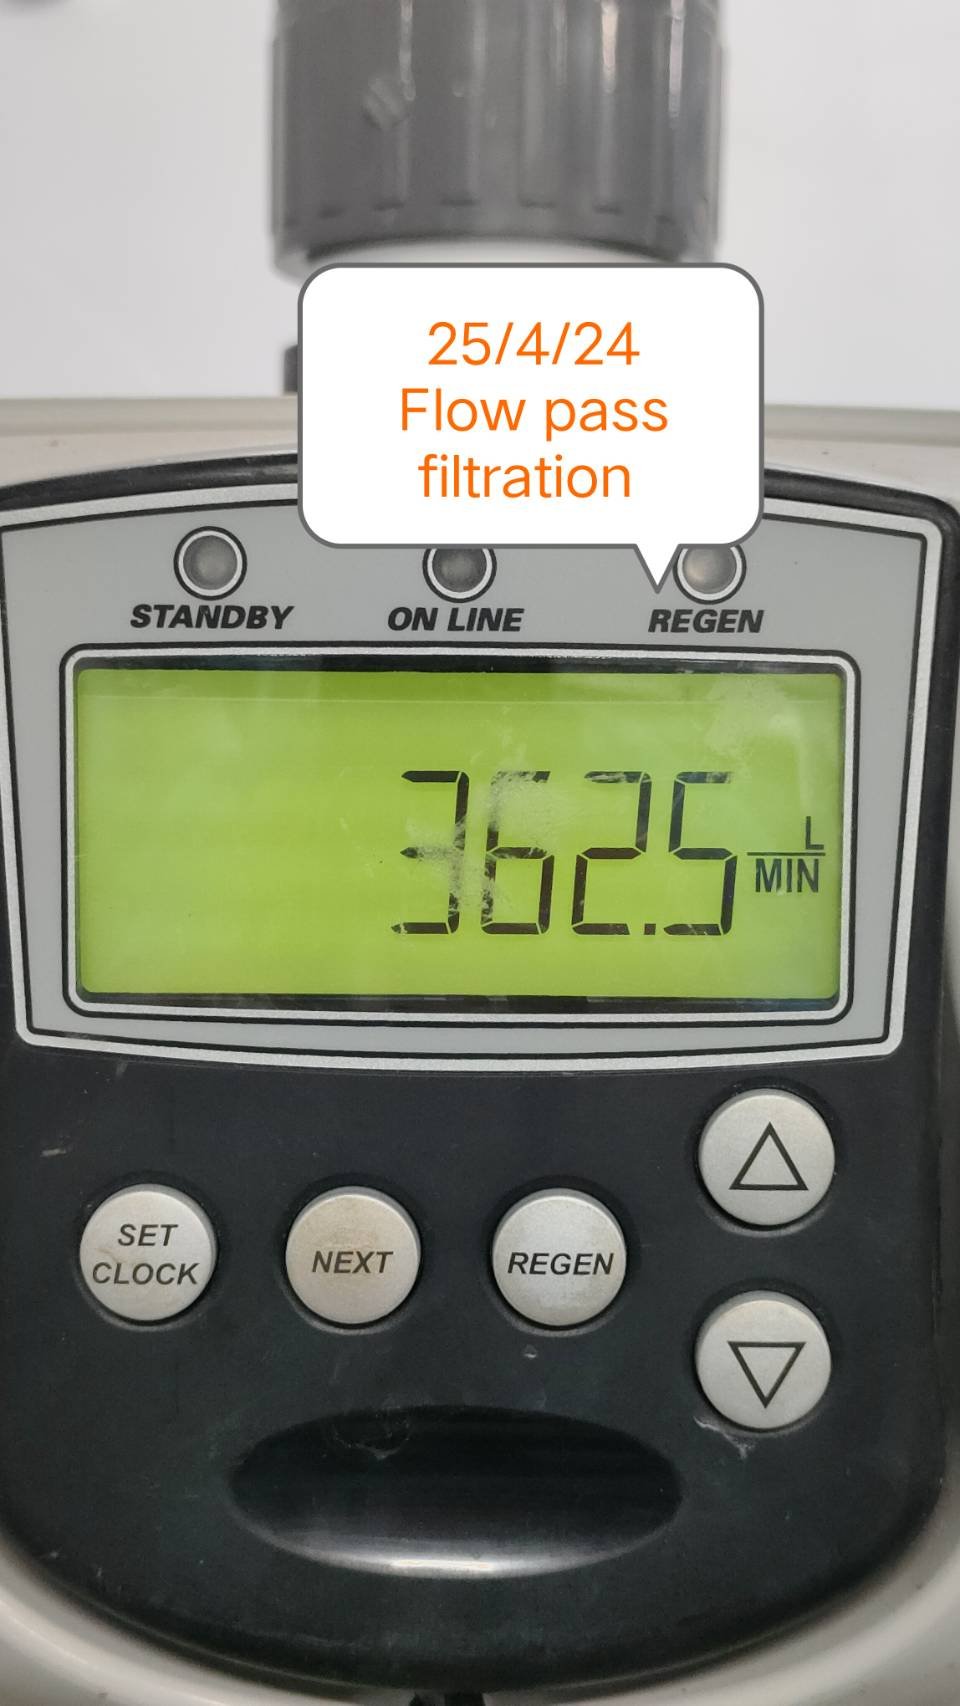 25/4/24
Flow pass
filtration
STANDBY ON LINE REGEN
362.5 L/MIN
SET CLOCK
NEXT
REGEN